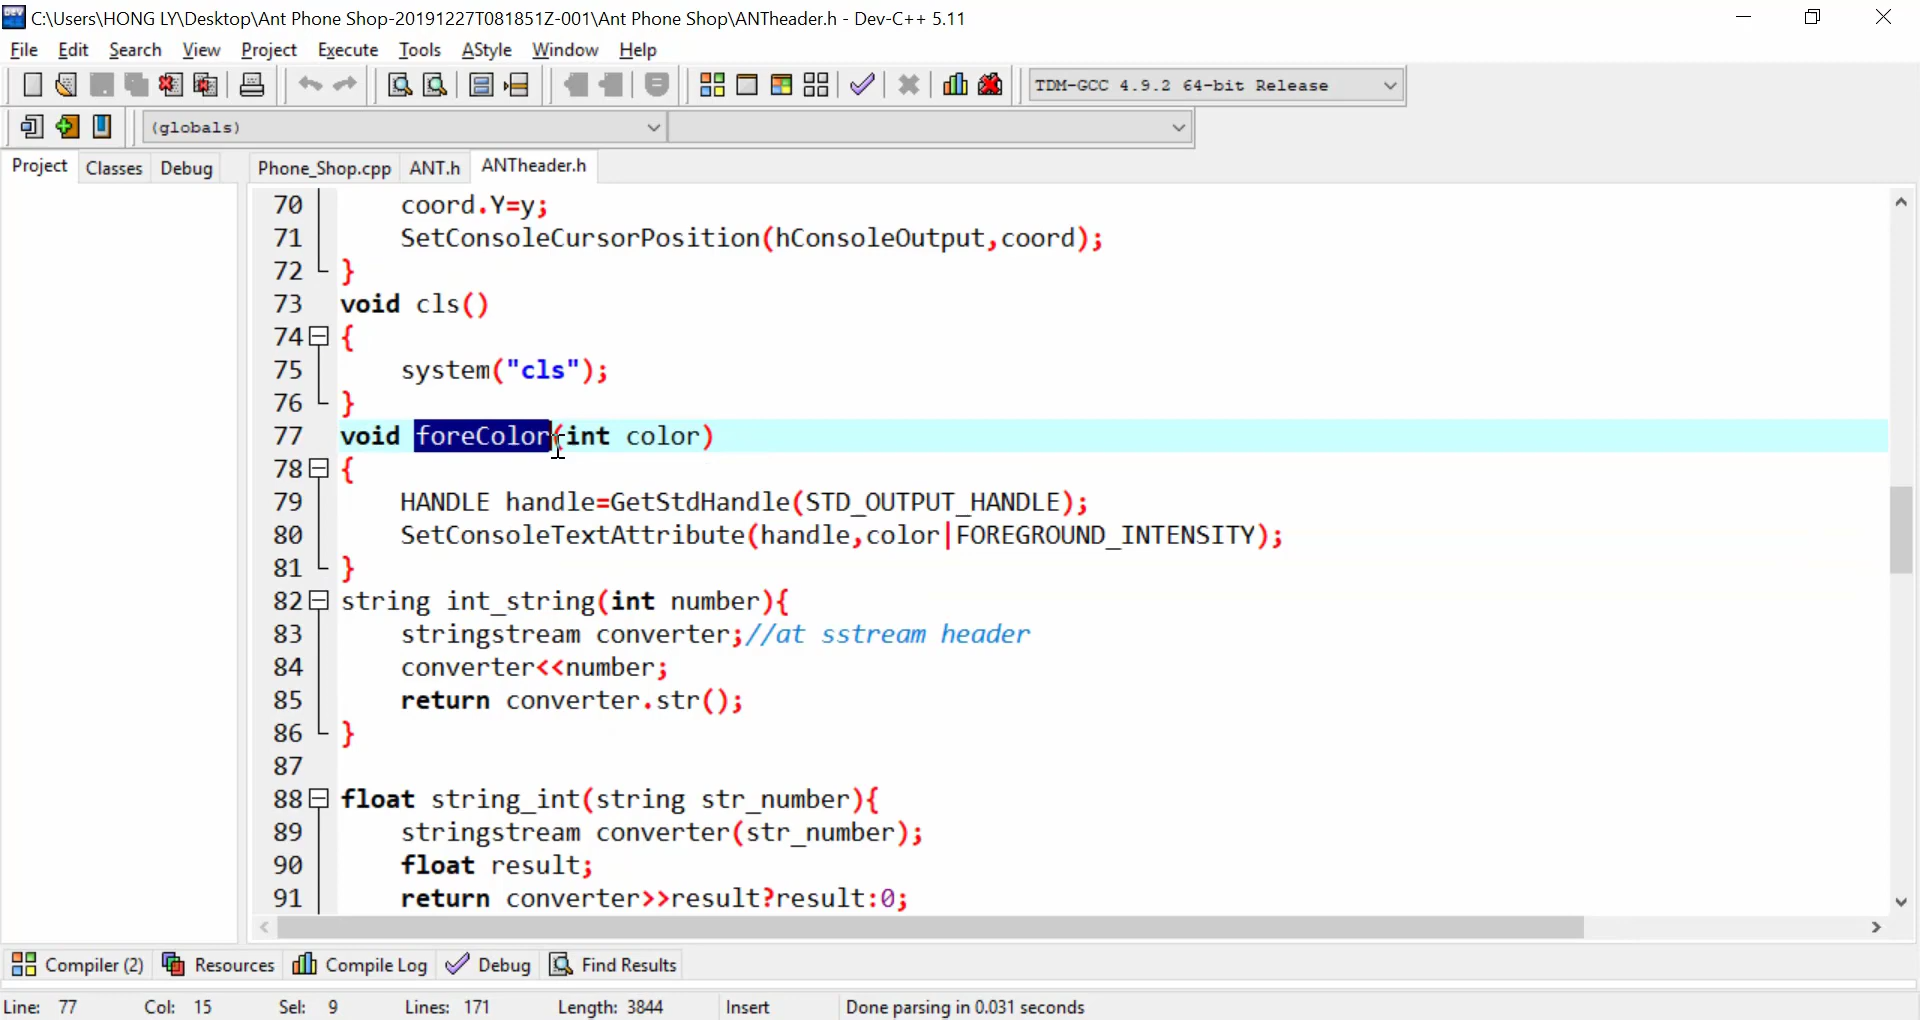 C:\Users\HONG LY\Desktop\Ant Phone Shop-20191227T081851Z-001\Ant Phone Shop\ANTheader.h - Dev-C++ 5.11
File Edit Search View Project Execute Tools AStyle Window Help
TDM-GCC 4.9.2 64-bit Release
(globals)
Project Classes Debug Phone_Shop.cpp ANT.h ANTheader.h
70 coord.Y=y;
71 SetConsoleCursorPosition(hConsoleOutput,coord);
72 }
73 void cls()
74 {
75 system("cls");
76 }
77 void foreColor(int color)
78 {
79 HANDLE handle=GetStdHandle(STD_OUTPUT_HANDLE);
80 SetConsoleTextAttribute(handle,color|FOREGROUND_INTENSITY);
81 }
82 string int_string(int number){
83 stringstream converter;//at sstream header
84 converter<<number;
85 return converter.str();
86 }
87
88 float string_int(string str_number){
89 stringstream converter(str_number);
90 float result;
91 return converter>>result?result:0;
Compiler (2) Resources Compile Log Debug Find Results
Line: 77 Col: 15 Sel: 9 Lines: 171 Length: 3844 Insert Done parsing in 0.031 seconds